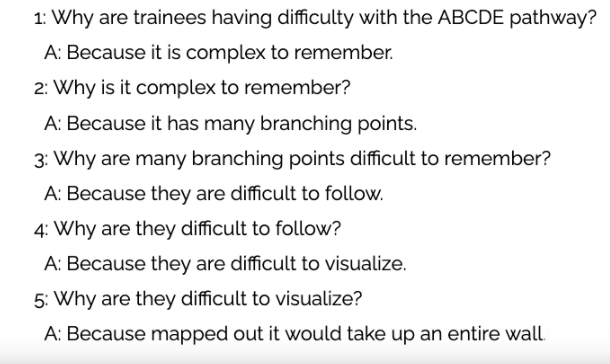 1: Why are trainees having difficulty with the ABCDE pathway?
A: Because it is complex to remember.
2: Why is it complex to remember?
A: Because it has many branching points.
3: Why are many branching points difficult to remember?
A: Because they are difficult to follow.
4: Why are they difficult to follow?
A: Because they are difficult to visualize.
5: Why are they difficult to visualize?
A: Because mapped out it would take up an entire wall.